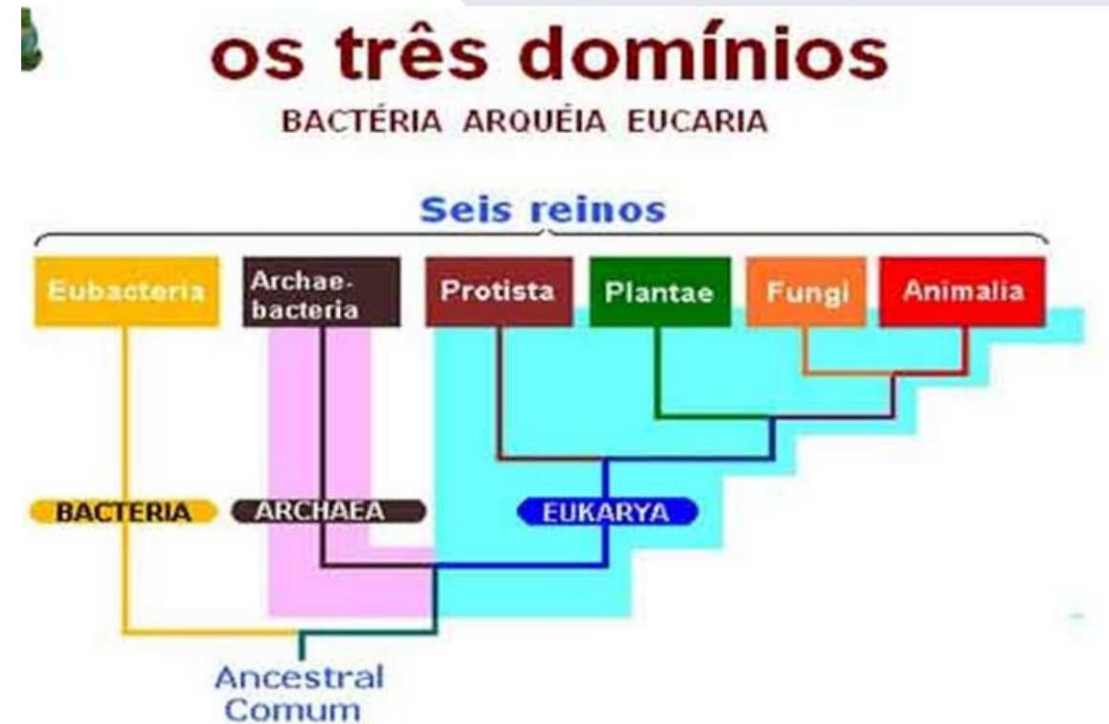 os três domínios
BACTÉRIA ARQUÉIA EUCARIA
Seis reinos
Eubacteria
Archae-
bacteria
Protista
Plantae
Fungi
Animalia
BACTERIA
ARCHAEA
EUKARYA
Ancestral
Comum